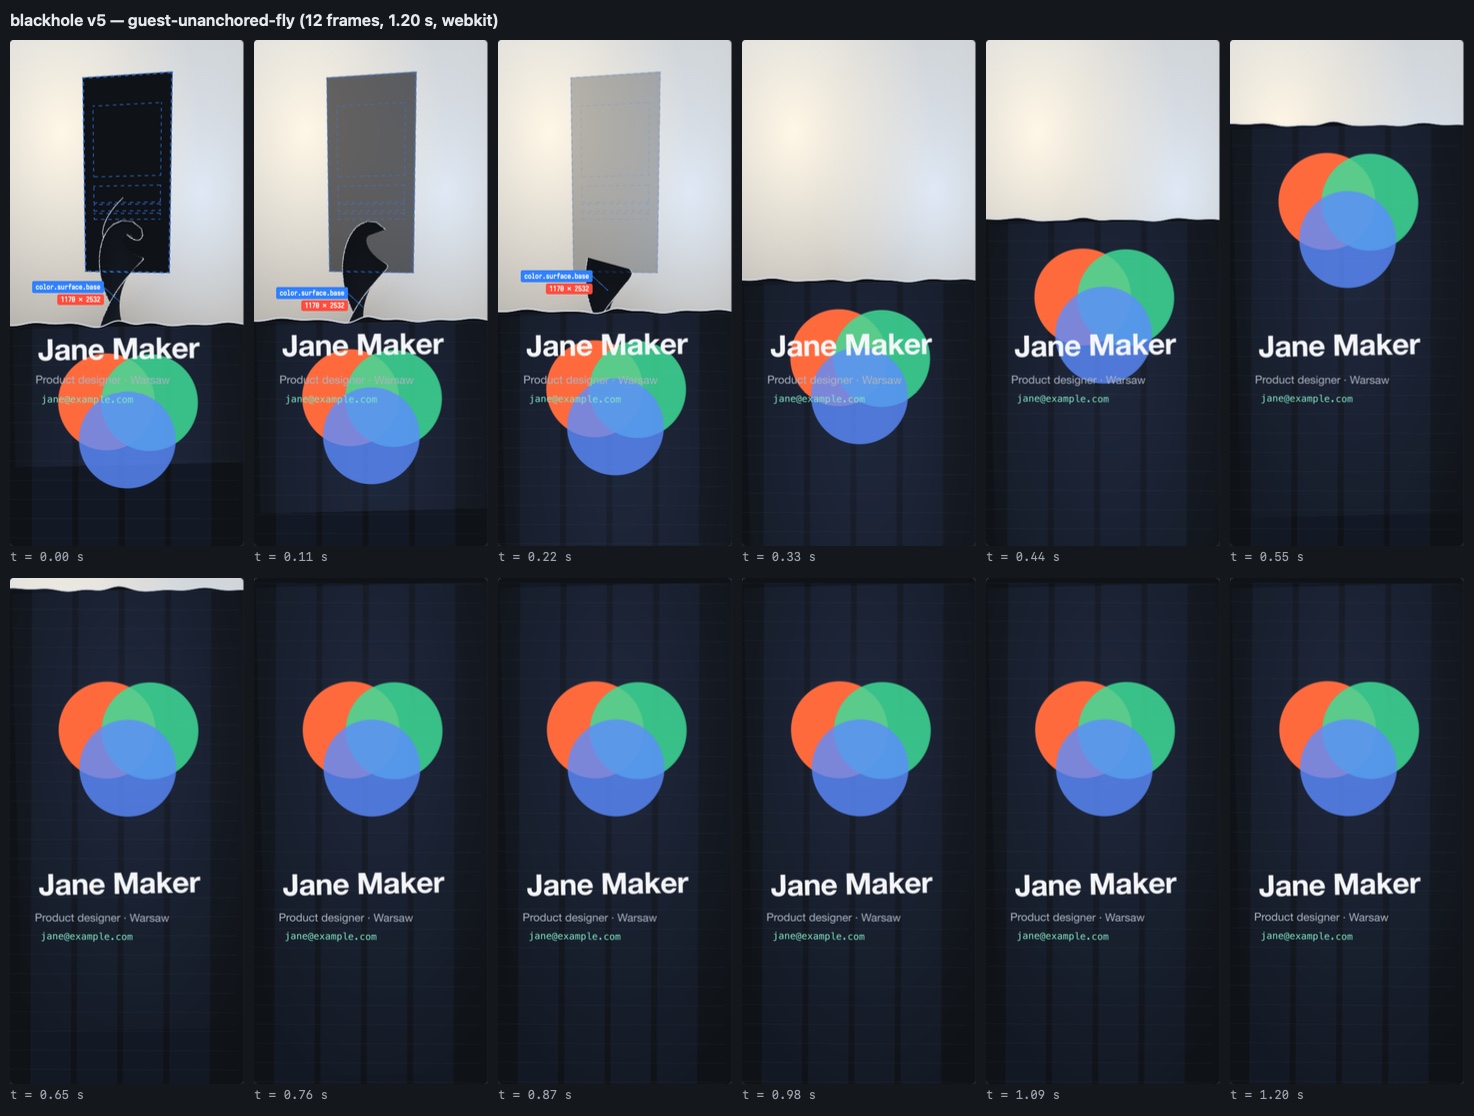 blackhole v5 — guest-unanchored-fly (12 frames, 1.20 s, webkit)
color.surface.base
1170 × 2532
Jane Maker
Product designer · Warsaw
jane@example.com
t = 0.00 s
color.surface.base
1170 × 2532
Jane Maker
Product designer · Warsaw
jane@example.com
t = 0.11 s
color.surface.base
1170 × 2532
Jane Maker
Product designer · Warsaw
jane@example.com
t = 0.22 s
Jane Maker
Product designer · Warsaw
jane@example.com
t = 0.33 s
Jane Maker
Product designer · Warsaw
jane@example.com
t = 0.44 s
Jane Maker
Product designer · Warsaw
jane@example.com
t = 0.55 s
Jane Maker
Product designer · Warsaw
jane@example.com
t = 0.65 s
Jane Maker
Product designer · Warsaw
jane@example.com
t = 0.76 s
Jane Maker
Product designer · Warsaw
jane@example.com
t = 0.87 s
Jane Maker
Product designer · Warsaw
jane@example.com
t = 0.98 s
Jane Maker
Product designer · Warsaw
jane@example.com
t = 1.09 s
Jane Maker
Product designer · Warsaw
jane@example.com
t = 1.20 s